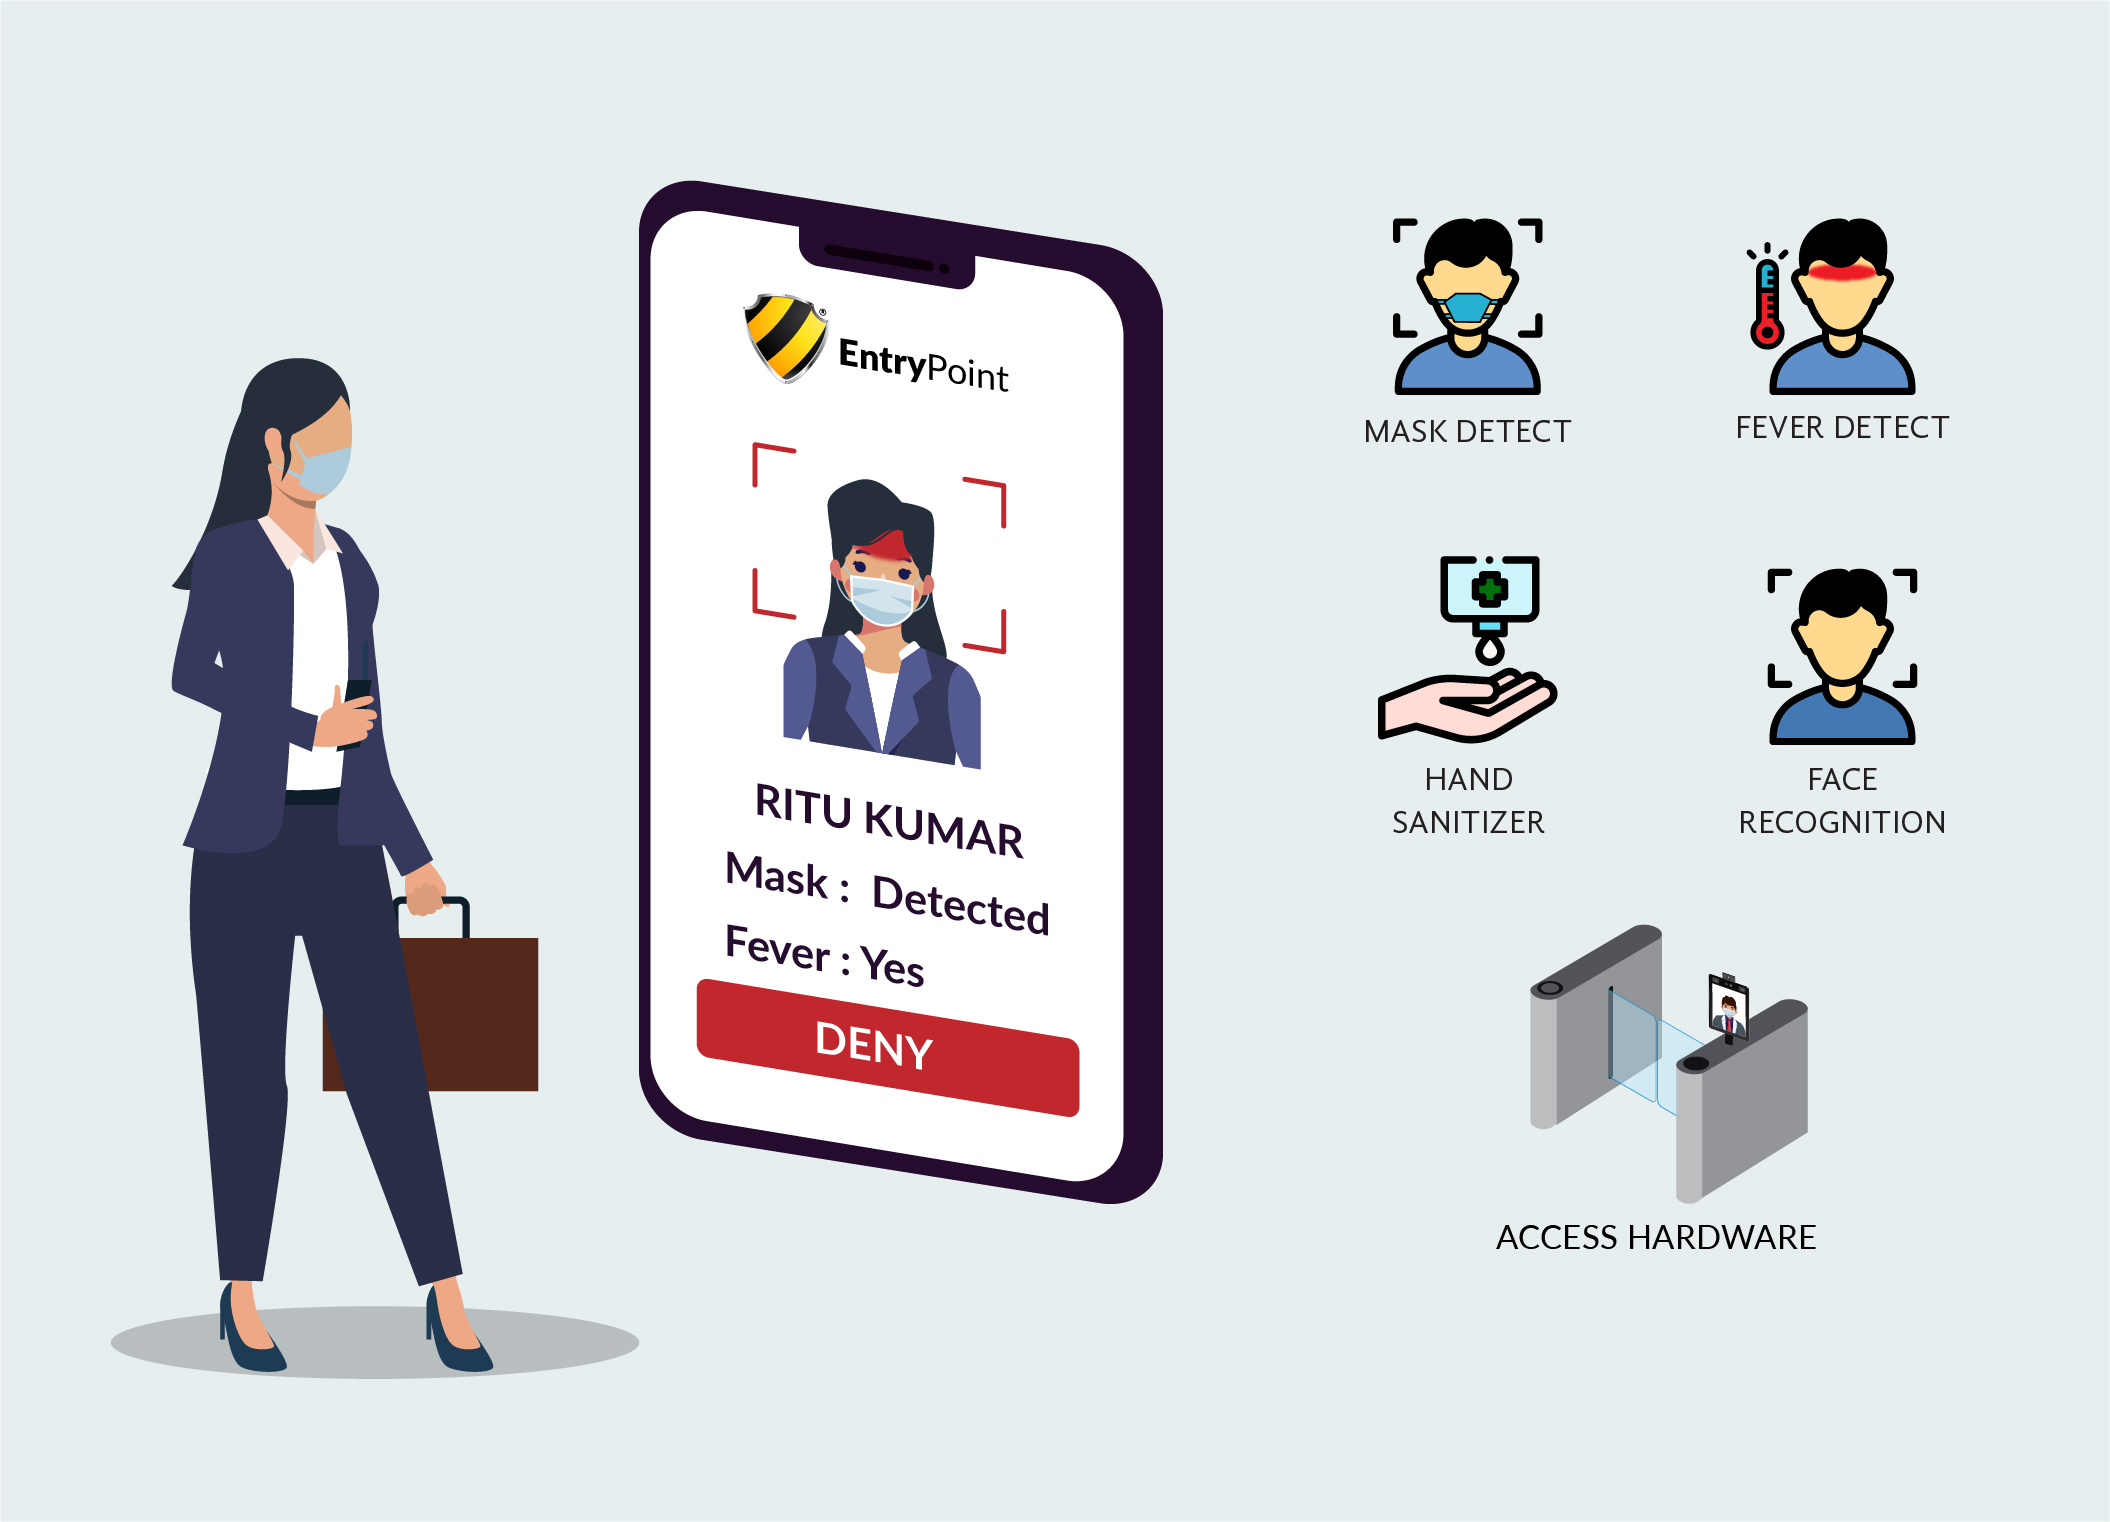 EntryPoint
RITU KUMAR
Mask : Detected
Fever : Yes
DENY
MASK DETECT
FEVER DETECT
HAND
SANITIZER
FACE
RECOGNITION
ACCESS HARDWARE